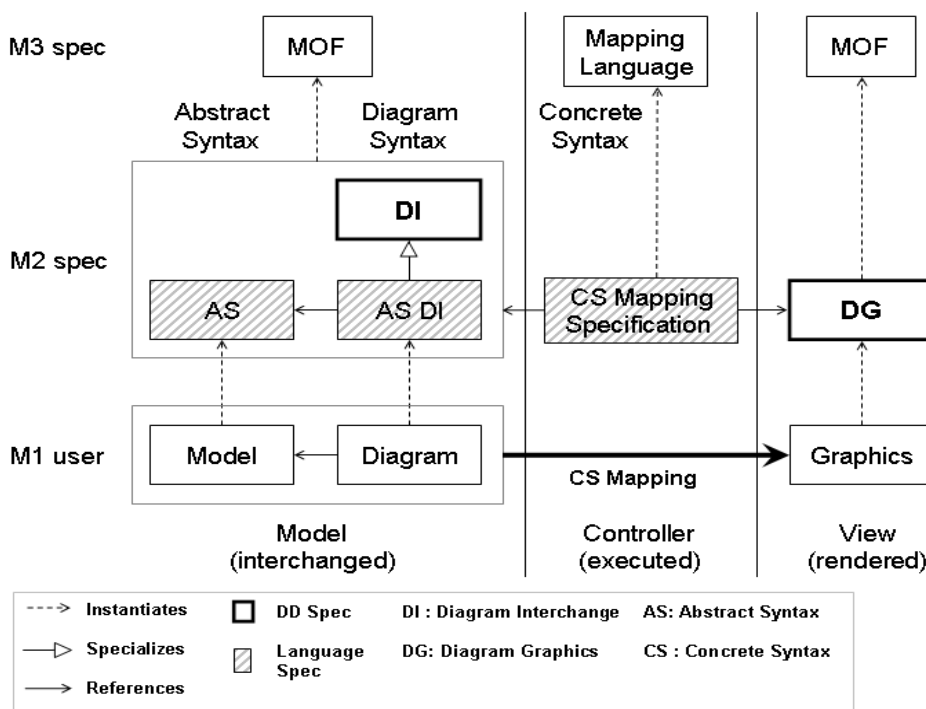 M3 spec
MOF
Mapping
Language
MOF
Abstract
Syntax
Diagram
Syntax
Concrete
Syntax
M2 spec
DI
AS
AS DI
CS Mapping
Specification
DG
M1 user
Model
Diagram
CS Mapping
Graphics
Model
(interchanged)
Controller
(executed)
View
(rendered)
Instantiates
DD Spec
DI : Diagram Interchange
AS: Abstract Syntax
Specializes
Language
Spec
DG: Diagram Graphics
CS : Concrete Syntax
References